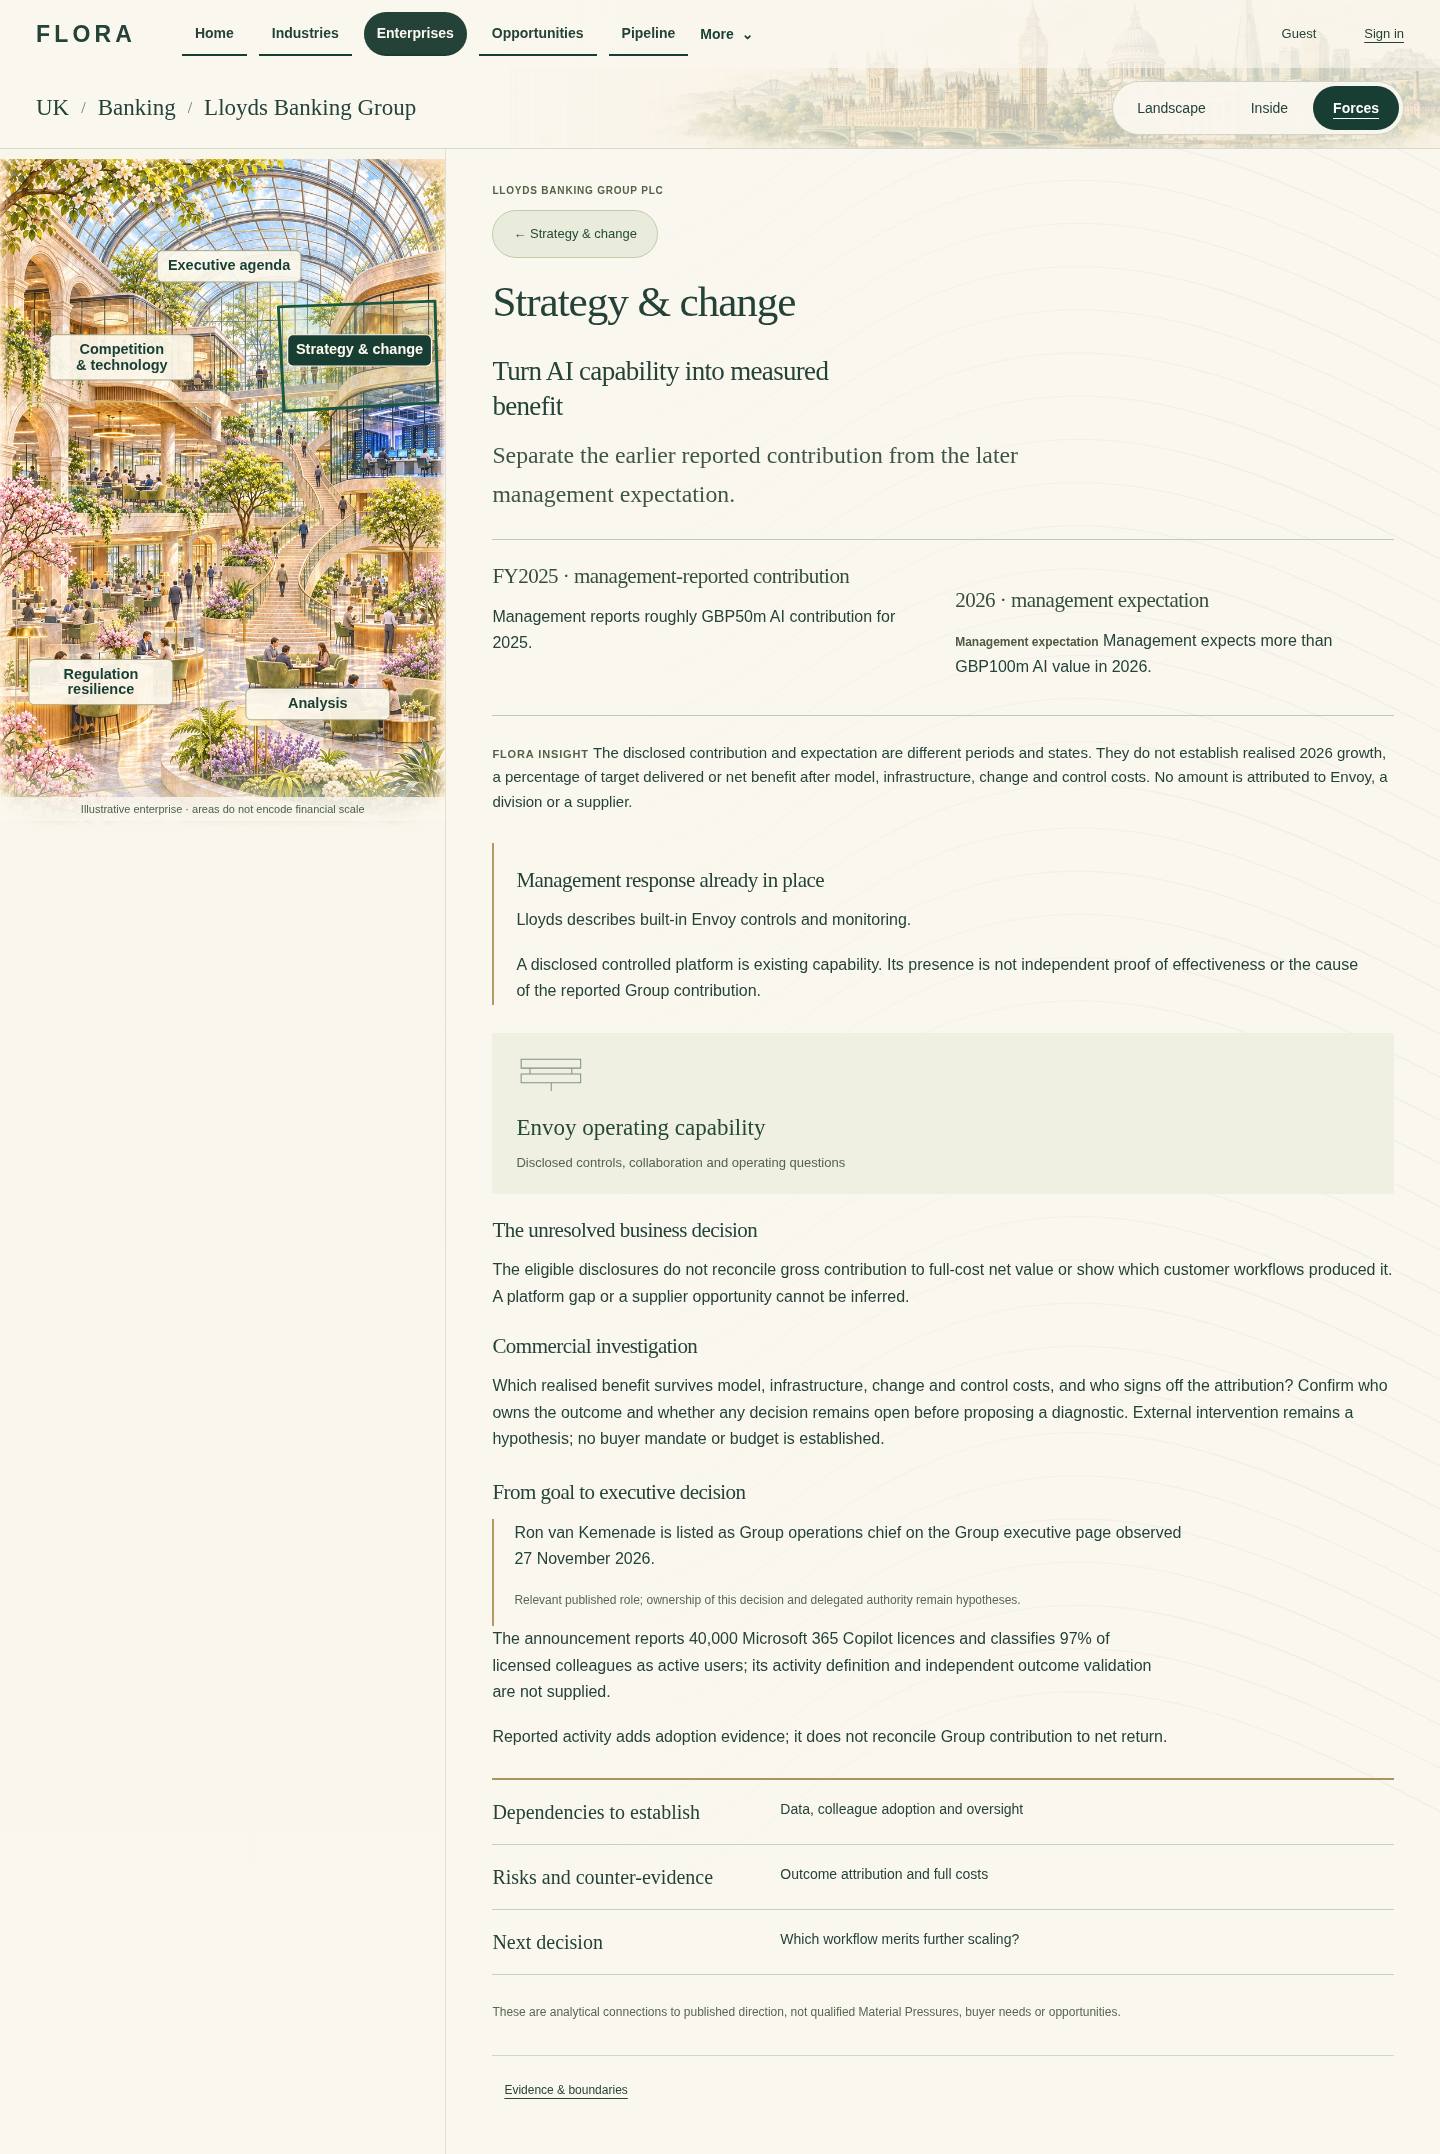 FLORA
Home
Industries
Enterprises
Opportunities
Pipeline
More
Guest
Sign in
UK / Banking / Lloyds Banking Group
Landscape
Inside
Forces
Executive agenda
Competition
& technology
Strategy & change
Regulation
resilience
Analysis
Illustrative enterprise · areas do not encode financial scale
LLOYDS BANKING GROUP PLC
← Strategy & change
Strategy & change
Turn AI capability into measured
benefit
Separate the earlier reported contribution from the later
management expectation.
FY2025 · management-reported contribution
Management reports roughly GBP50m AI contribution for
2025.
2026 · management expectation
Management expectation Management expects more than
GBP100m AI value in 2026.
FLORA INSIGHT The disclosed contribution and expectation are different periods and states. They do not establish realised 2026 growth,
a percentage of target delivered or net benefit after model, infrastructure, change and control costs. No amount is attributed to Envoy, a
division or a supplier.
Management response already in place
Lloyds describes built-in Envoy controls and monitoring.
A disclosed controlled platform is existing capability. Its presence is not independent proof of effectiveness or the cause
of the reported Group contribution.
Envoy operating capability
Disclosed controls, collaboration and operating questions
The unresolved business decision
The eligible disclosures do not reconcile gross contribution to full-cost net value or show which customer workflows produced it.
A platform gap or a supplier opportunity cannot be inferred.
Commercial investigation
Which realised benefit survives model, infrastructure, change and control costs, and who signs off the attribution? Confirm who
owns the outcome and whether any decision remains open before proposing a diagnostic. External intervention remains a
hypothesis; no buyer mandate or budget is established.
From goal to executive decision
Ron van Kemenade is listed as Group operations chief on the Group executive page observed
27 November 2026.
Relevant published role; ownership of this decision and delegated authority remain hypotheses.
The announcement reports 40,000 Microsoft 365 Copilot licences and classifies 97% of
licensed colleagues as active users; its activity definition and independent outcome validation
are not supplied.
Reported activity adds adoption evidence; it does not reconcile Group contribution to net return.
Dependencies to establish
Data, colleague adoption and oversight
Risks and counter-evidence
Outcome attribution and full costs
Next decision
Which workflow merits further scaling?
These are analytical connections to published direction, not qualified Material Pressures, buyer needs or opportunities.
Evidence & boundaries